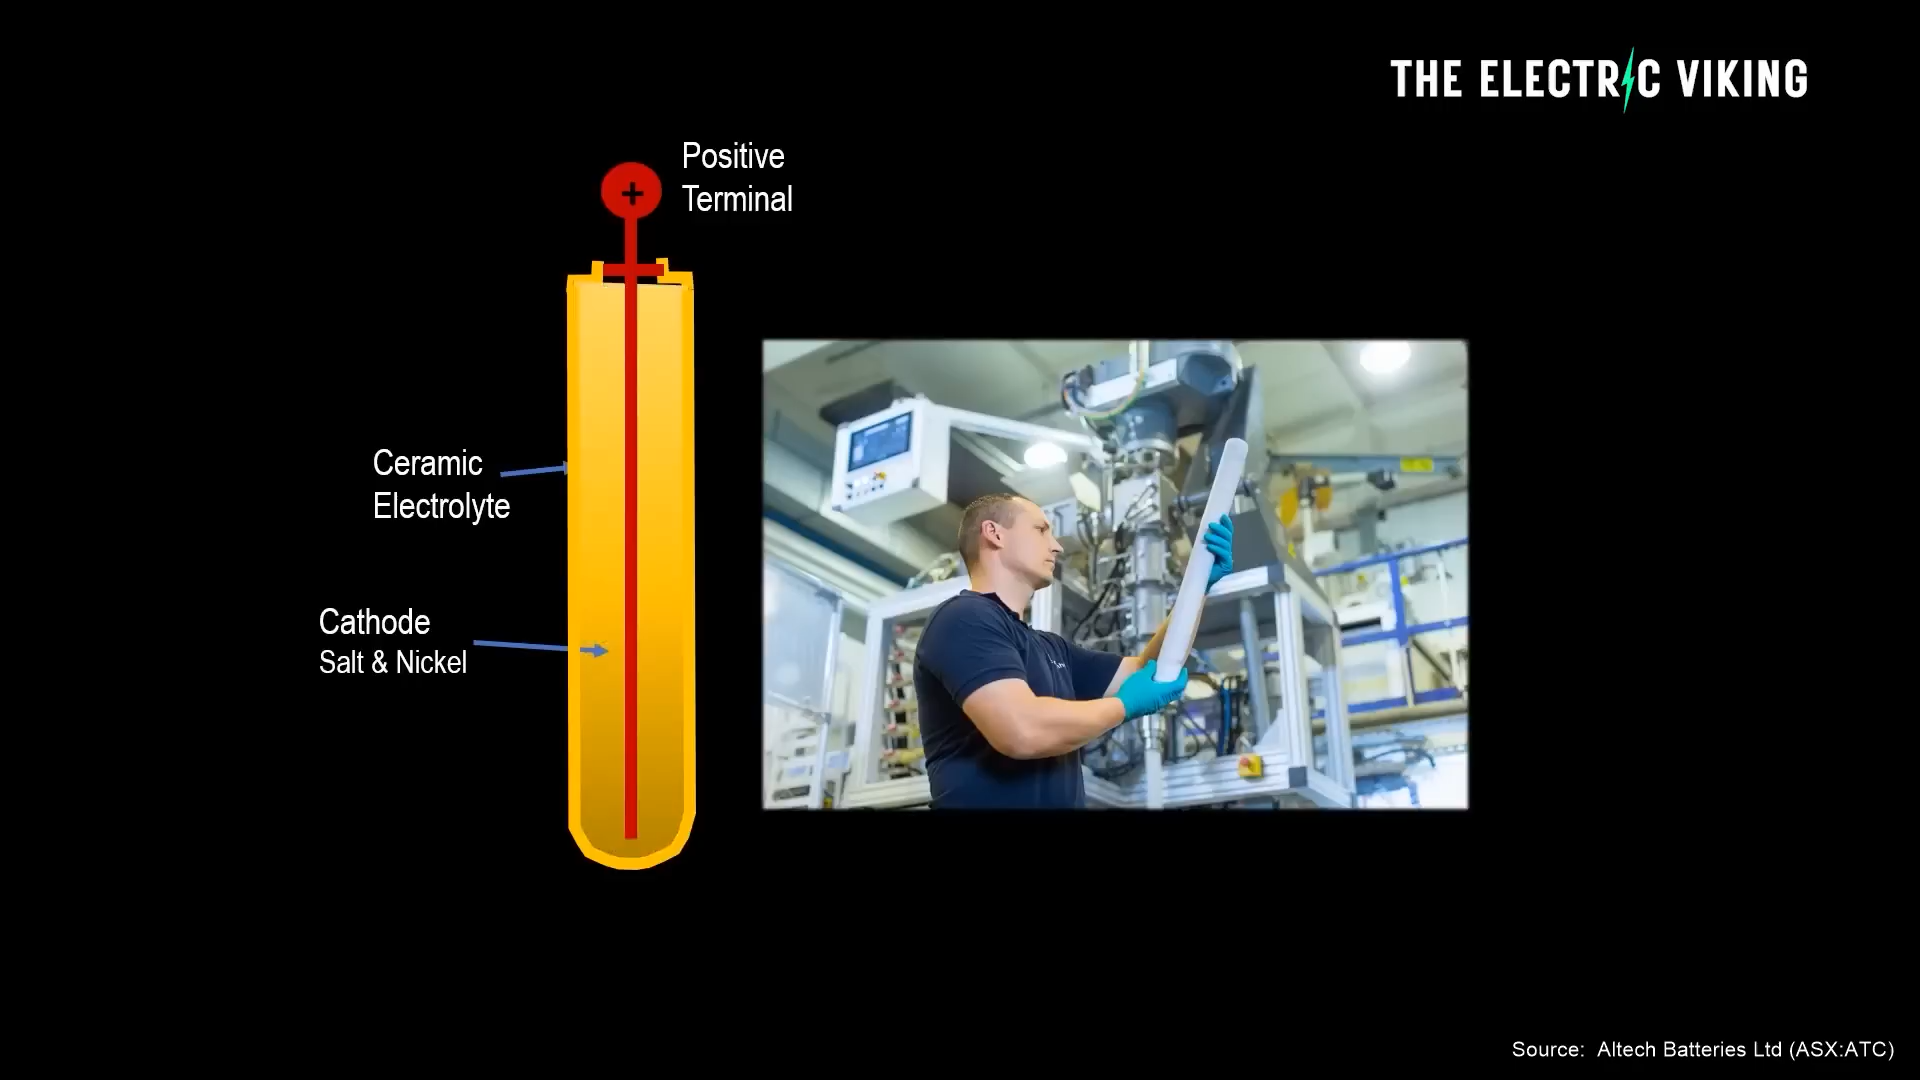 THE ELECTRIC VIKING
Positive
Terminal
+
Ceramic
Electrolyte
Cathode
Salt & Nickel
Source: Altech Batteries Ltd (ASX:ATC)